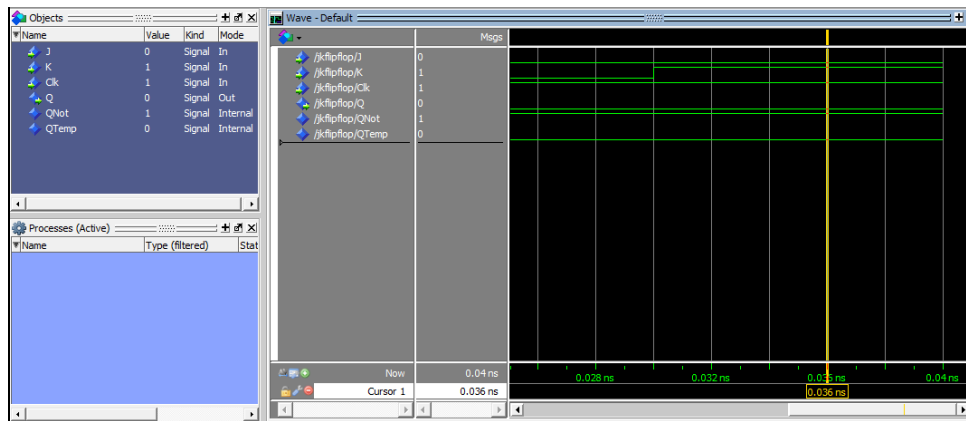 Objects
Name Value Kind Mode
J 0 Signal In
K 1 Signal In
Clk 1 Signal In
Q 0 Signal Out
QNot 1 Signal Internal
QTemp 0 Signal Internal
Processes (Active)
Name Type (filtered) Stat
Wave - Default
Msgs
/jkflipflop/J 0
/jkflipflop/K 1
/jkflipflop/Clk 1
/jkflipflop/Q 0
/jkflipflop/QNot 1
/jkflipflop/QTemp 0
Now 0.04 ns 0.028 ns 0.032 ns 0.036 ns 0.04 ns
Cursor 1 0.036 ns 0.036 ns